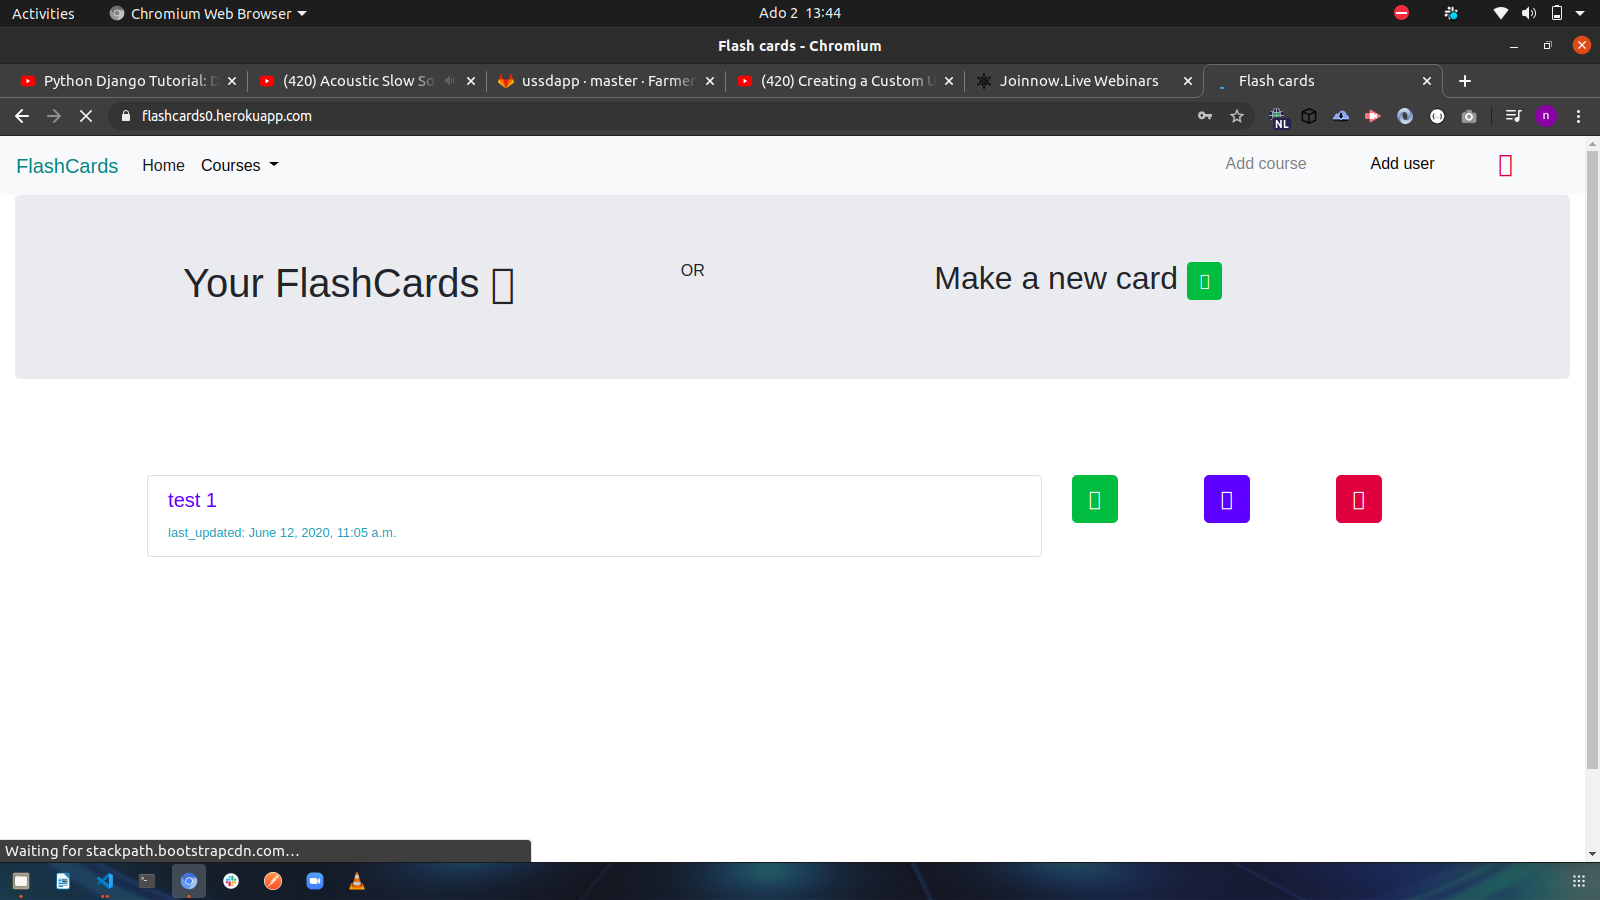 Activities
Chromium Web Browser
Ado 2 13:44
Flash cards - Chromium
Python Django Tutorial:
(420) Acoustic Slow So
ussdapp · master · Farmer
(420) Creating a Custom U
Joinnow.Live Webinars
Flash cards
flashcards0.herokuapp.com
NL
n
FlashCards
Home
Courses
Add course
Add user
Your FlashCards
OR
Make a new card
test 1
last_updated: June 12, 2020, 11:05 a.m.
Waiting for stackpath.bootstrapcdn.com…